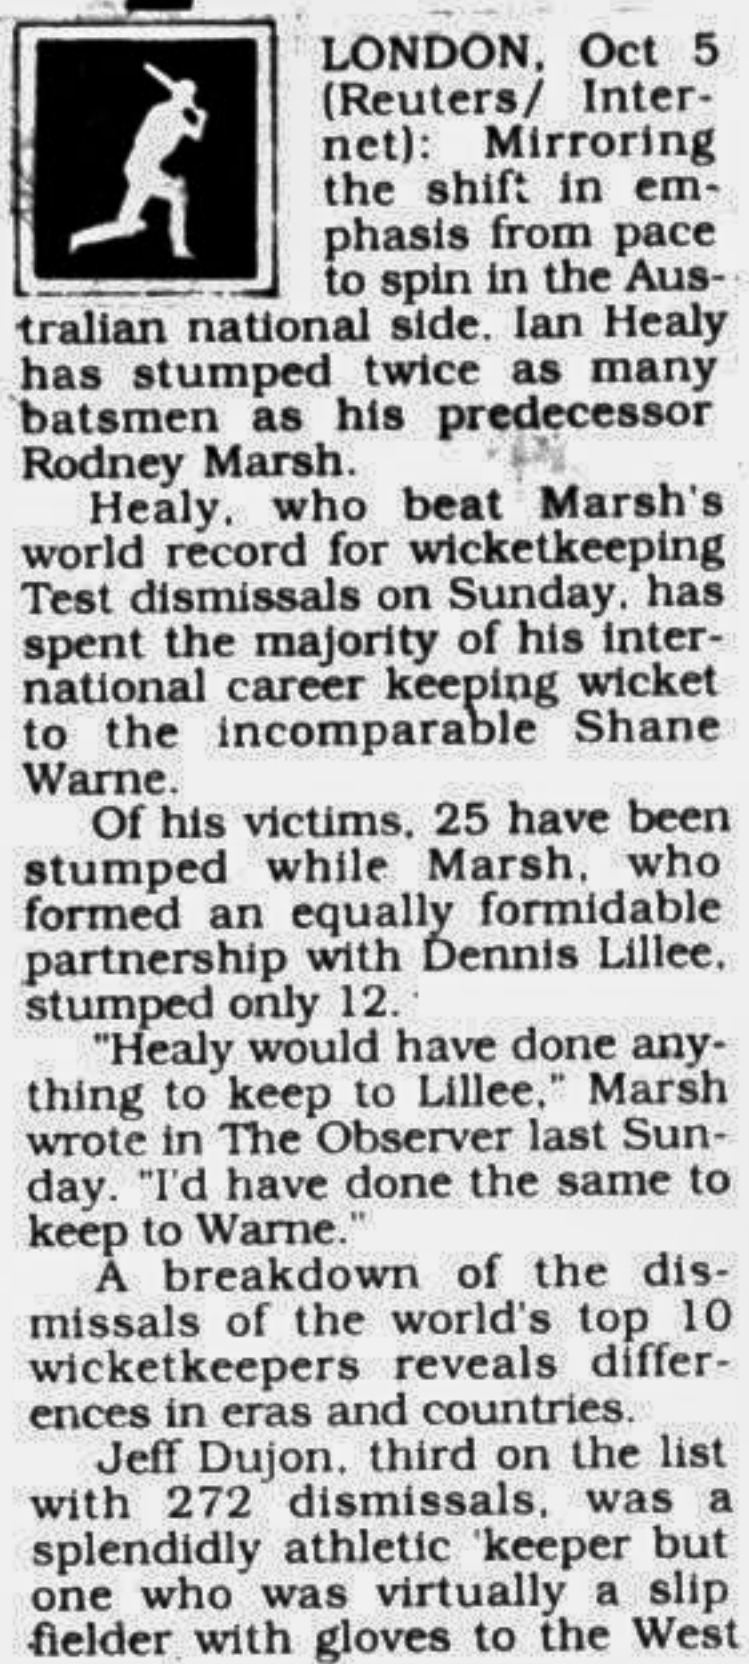 LONDON, Oct 5
(Reuters/ Inter-
net): Mirroring
the shift in em-
phasis from pace
to spin in the Aus-
tralian national side, Ian Healy
has stumped twice as many
batsmen as his predecessor
Rodney Marsh.
Healy, who beat Marsh's
world record for wicketkeeping
Test dismissals on Sunday, has
spent the majority of his inter-
national career keeping wicket
to the incomparable Shane
Warne.
Of his victims, 25 have been
stumped while Marsh, who
formed an equally formidable
partnership with Dennis Lillee,
stumped only 12.
"Healy would have done any-
thing to keep to Lillee," Marsh
wrote in The Observer last Sun-
day. "I'd have done the same to
keep to Warne."
A breakdown of the dis-
missals of the world's top 10
wicketkeepers reveals differ-
ences in eras and countries.
Jeff Dujon, third on the list
with 272 dismissals, was a
splendidly athletic 'keeper but
one who was virtually a slip
fielder with gloves to the West